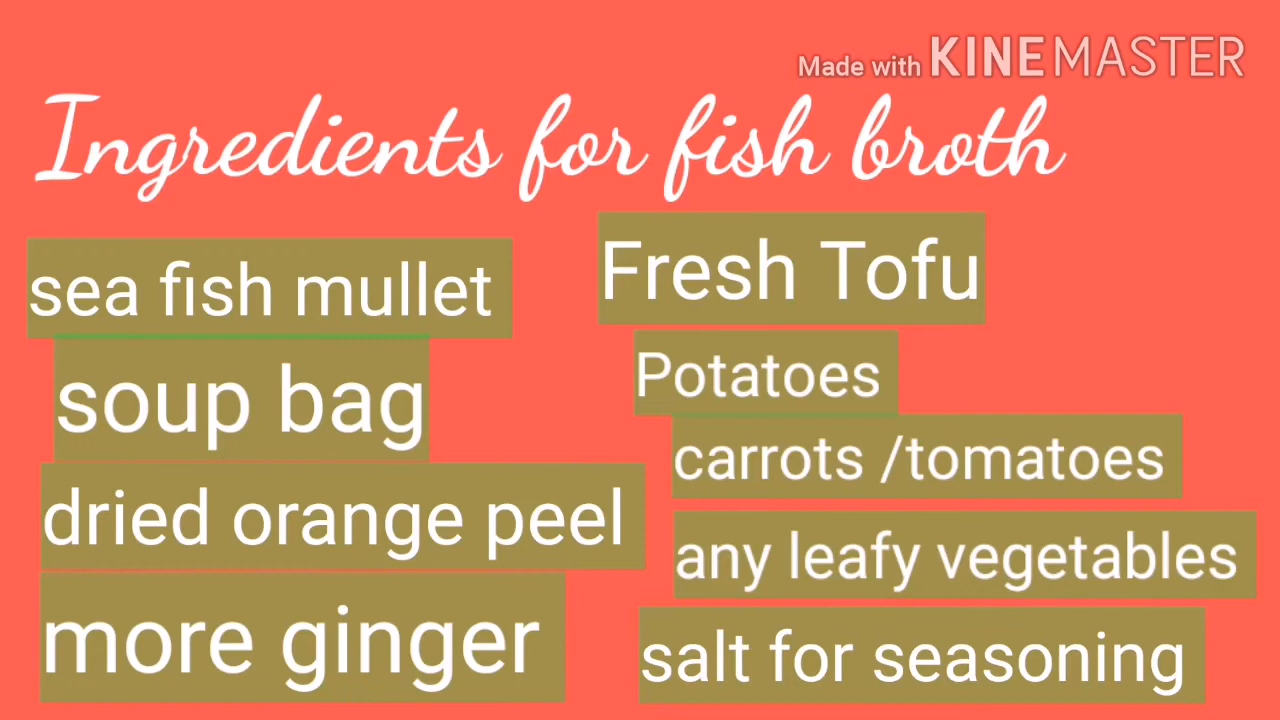 Made with KINEMASTER
Ingredients for fish broth
sea fish mullet
soup bag
dried orange peel
more ginger
Fresh Tofu
Potatoes
carrots /tomatoes
any leafy vegetables
salt for seasoning